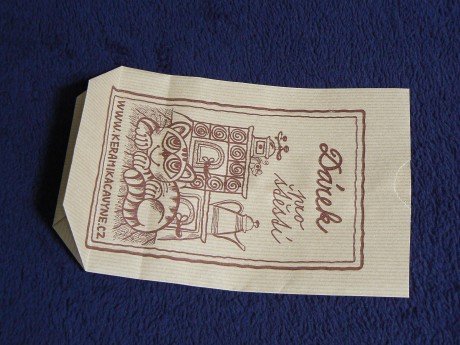 Dárek
pro
štěstí
WWW.KERAMIKACAVYNE.CZ